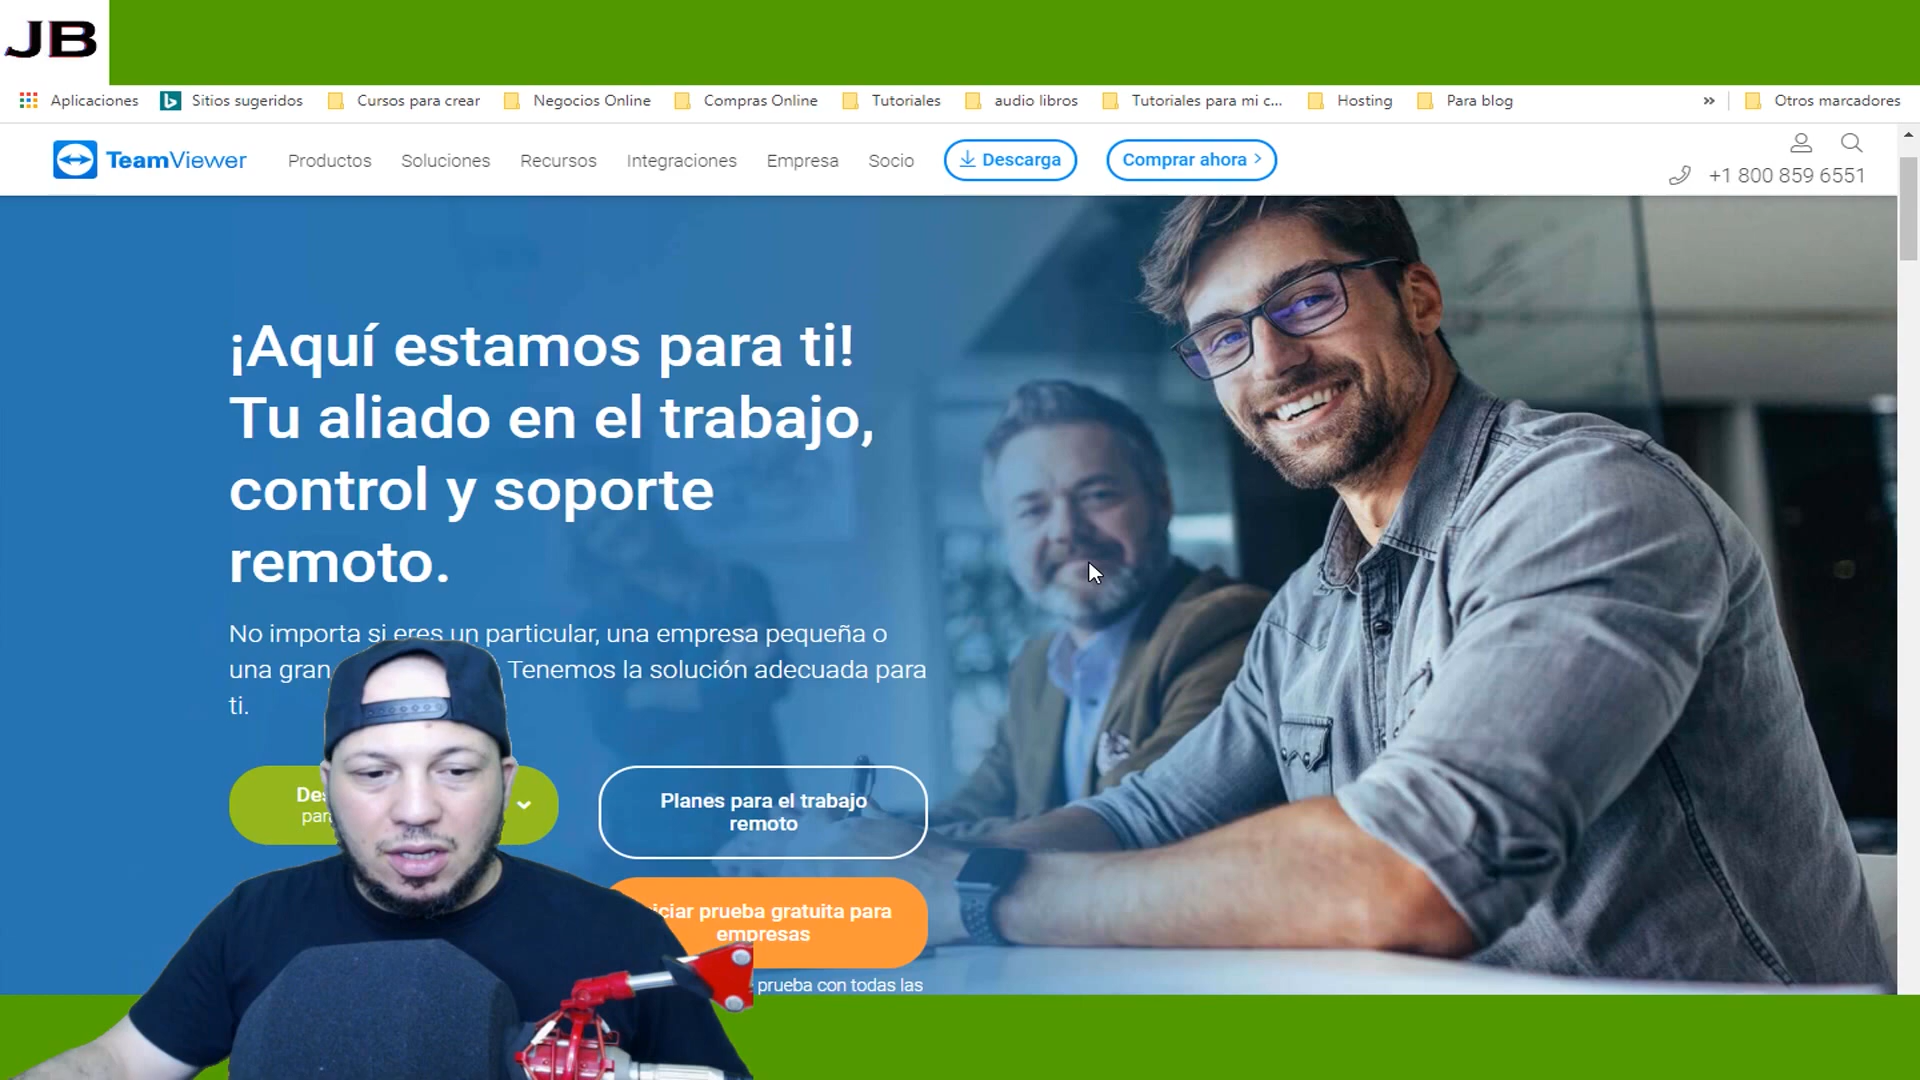 JB
Aplicaciones Sitios sugeridos Cursos para crear Negocios Online Compras Online Tutoriales audio libros Tutoriales para mi c... Hosting Para blog » Otros marcadores
TeamViewer Productos Soluciones Recursos Integraciones Empresa Socio Descarga Comprar ahora
+1 800 859 6551
¡Aquí estamos para ti!
Tu aliado en el trabajo,
control y soporte
remoto.
No importa si eres un particular, una empresa pequeña o
una gran Tenemos la solución adecuada para
ti.
Planes para el trabajo
remoto
prueba gratuita para
empresas
prueba con todas las